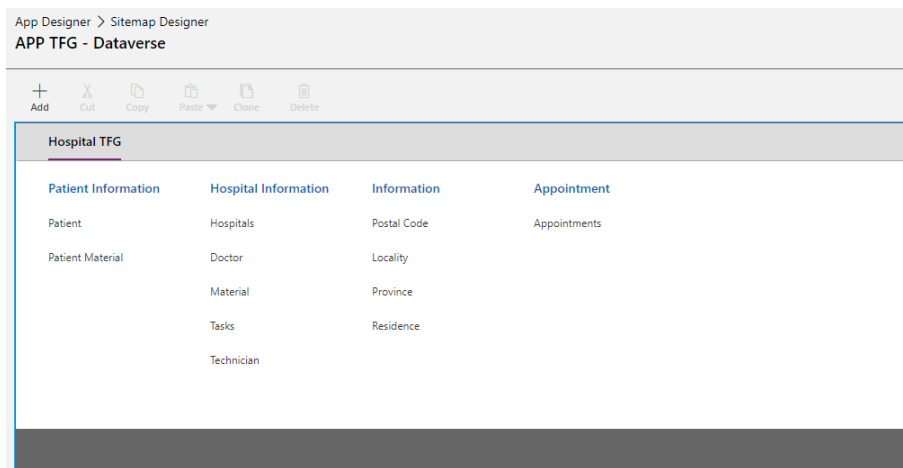 App Designer > Sitemap Designer
APP TFG - Dataverse
Add Cut Copy Paste Clone Delete
Hospital TFG
Patient Information Hospital Information Information Appointment
Patient Hospitals Postal Code Appointments
Patient Material Doctor Locality
Material Province
Tasks Residence
Technician